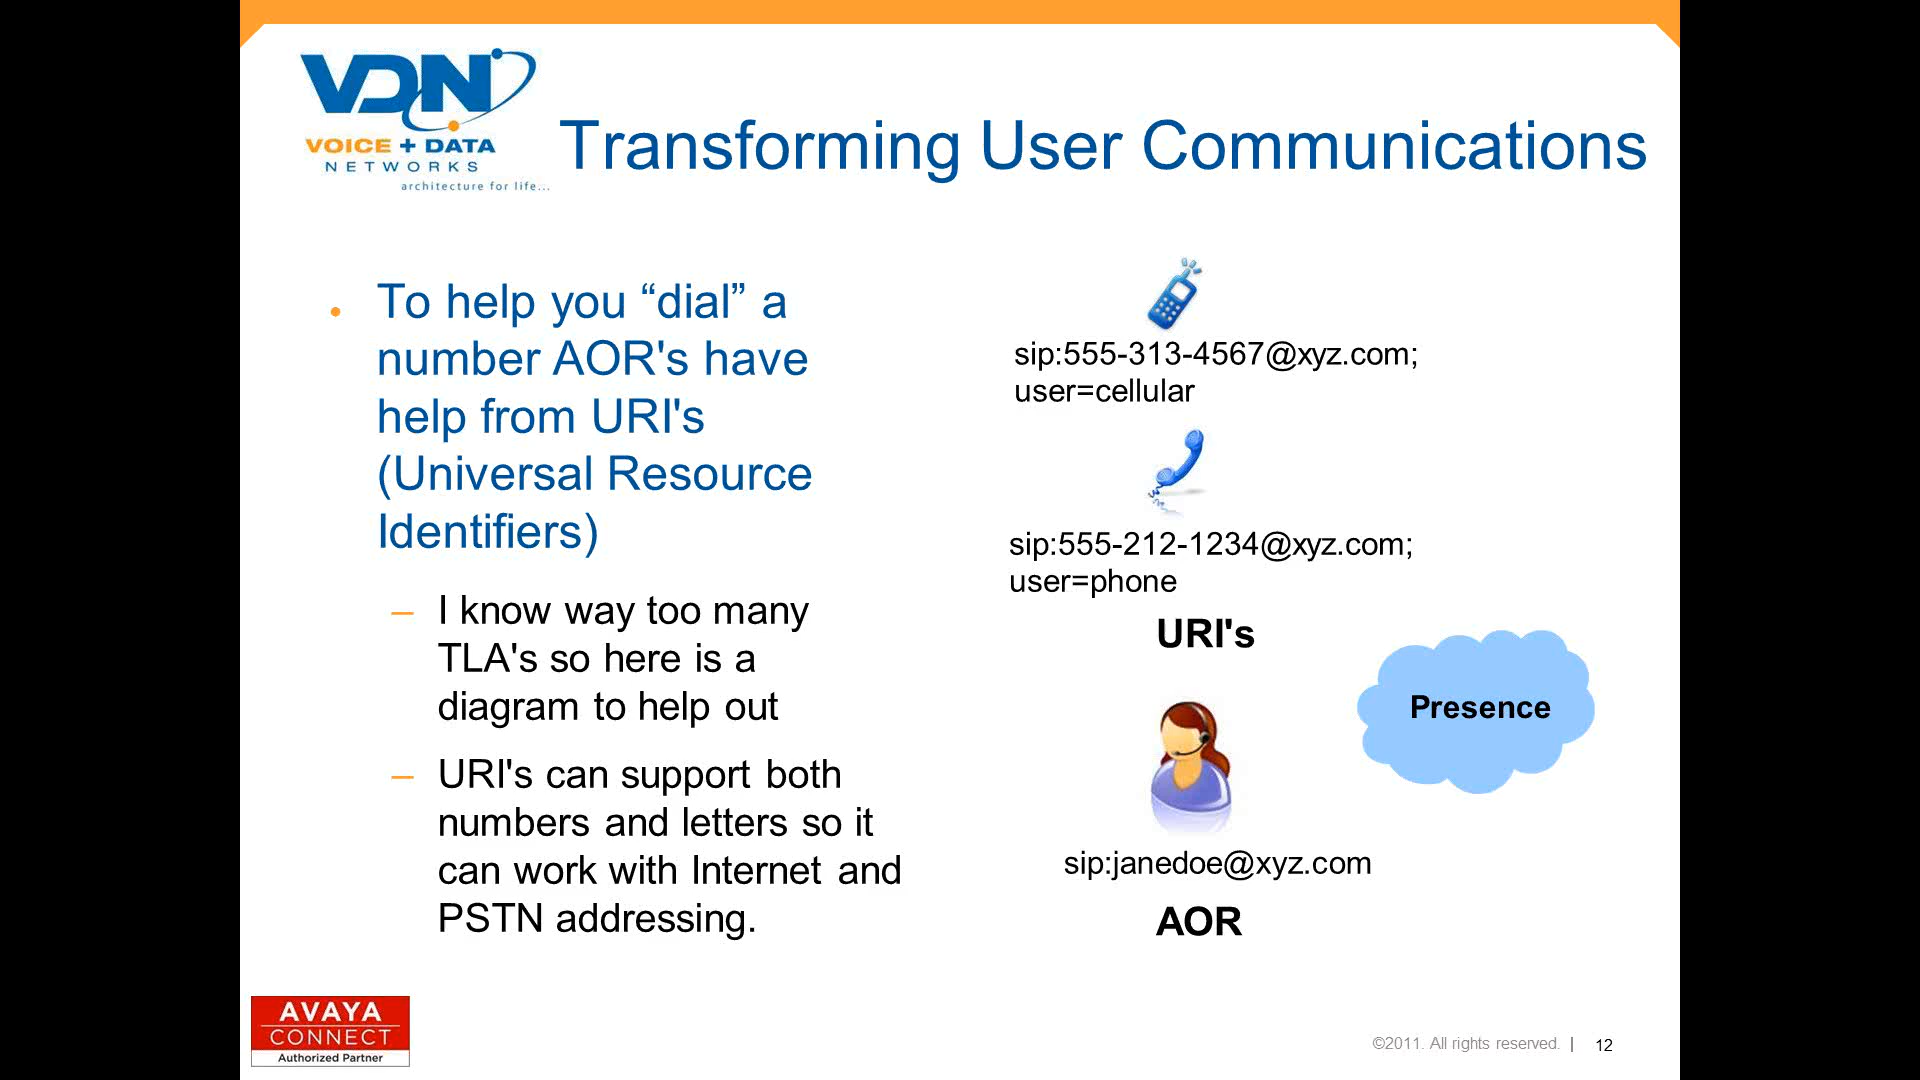 VDN
VOICE + DATA
NETWORKS
architecture for life...
Transforming User Communications
• To help you “dial” a
number AOR's have
help from URI's
(Universal Resource
Identifiers)
– I know way too many
TLA's so here is a
diagram to help out
– URI's can support both
numbers and letters so it
can work with Internet and
PSTN addressing.
sip:555-313-4567@xyz.com;
user=cellular
sip:555-212-1234@xyz.com;
user=phone
URI's
Presence
sip:janedoe@xyz.com
AOR
AVAYA
CONNECT
Authorized Partner
©2011. All rights reserved. | 12